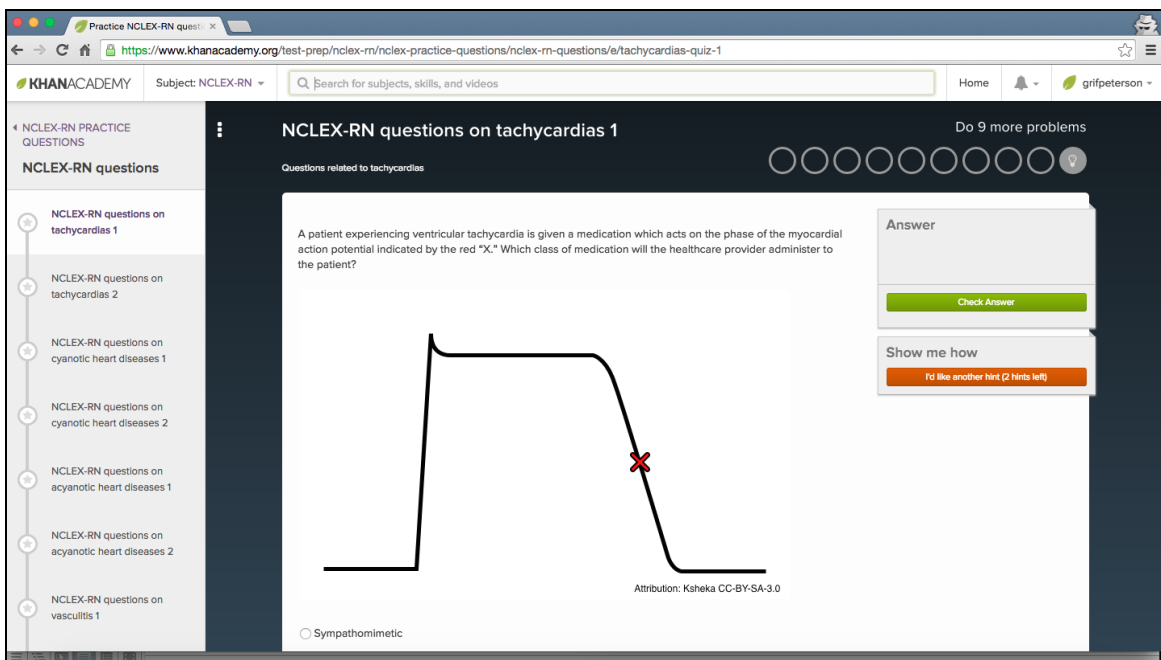 Practice NCLEX-RN questi
https://www.khanacademy.org/test-prep/nclex-rn/nclex-practice-questions/nclex-rn-questions/e/tachycardias-quiz-1
KHANACADEMY
Subject: NCLEX-RN
Search for subjects, skills, and videos
Home
grifpeterson
NCLEX-RN PRACTICE
QUESTIONS
NCLEX-RN questions
NCLEX-RN questions on
tachycardias 1
NCLEX-RN questions on
tachycardias 2
NCLEX-RN questions on
cyanotic heart diseases 1
NCLEX-RN questions on
cyanotic heart diseases 2
NCLEX-RN questions on
acyanotic heart diseases 1
NCLEX-RN questions on
acyanotic heart diseases 2
NCLEX-RN questions on
vasculitis 1
NCLEX-RN questions on tachycardias 1
Questions related to tachycardias
Do 9 more problems
A patient experiencing ventricular tachycardia is given a medication which acts on the phase of the myocardial
action potential indicated by the red “X.” Which class of medication will the healthcare provider administer to
the patient?
Attribution: Ksheka CC-BY-SA-3.0
Sympathomimetic
Answer
Check Answer
Show me how
I'd like another hint (2 hints left)